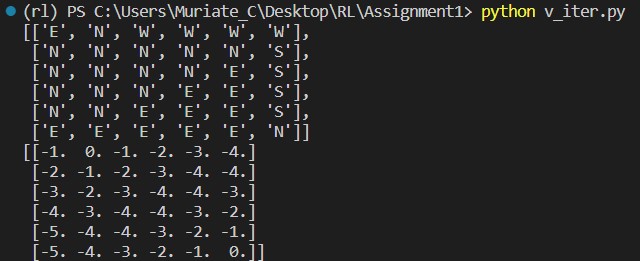 (rl) PS C:\Users\Muriate_C\Desktop\RL\Assignment1> python v_iter.py
[['E', 'N', 'W', 'W', 'W', 'W'],
 ['N', 'N', 'N', 'N', 'N', 'S'],
 ['N', 'N', 'N', 'N', 'E', 'S'],
 ['N', 'N', 'N', 'E', 'E', 'S'],
 ['N', 'N', 'E', 'E', 'E', 'S'],
 ['E', 'E', 'E', 'E', 'E', 'N']]
[[-1.  0. -1. -2. -3. -4.]
 [-2. -1. -2. -3. -4. -4.]
 [-3. -2. -3. -4. -4. -3.]
 [-4. -3. -4. -4. -3. -2.]
 [-5. -4. -4. -3. -2. -1.]
 [-5. -4. -3. -2. -1.  0.]]